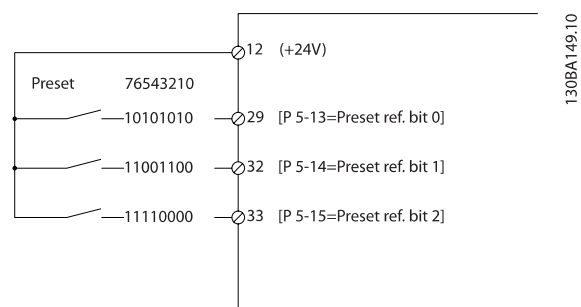 12 (+24V)
Preset 76543210
10101010 29 [P 5-13=Preset ref. bit 0]
11001100 32 [P 5-14=Preset ref. bit 1]
11110000 33 [P 5-15=Preset ref. bit 2]
130BA149.10